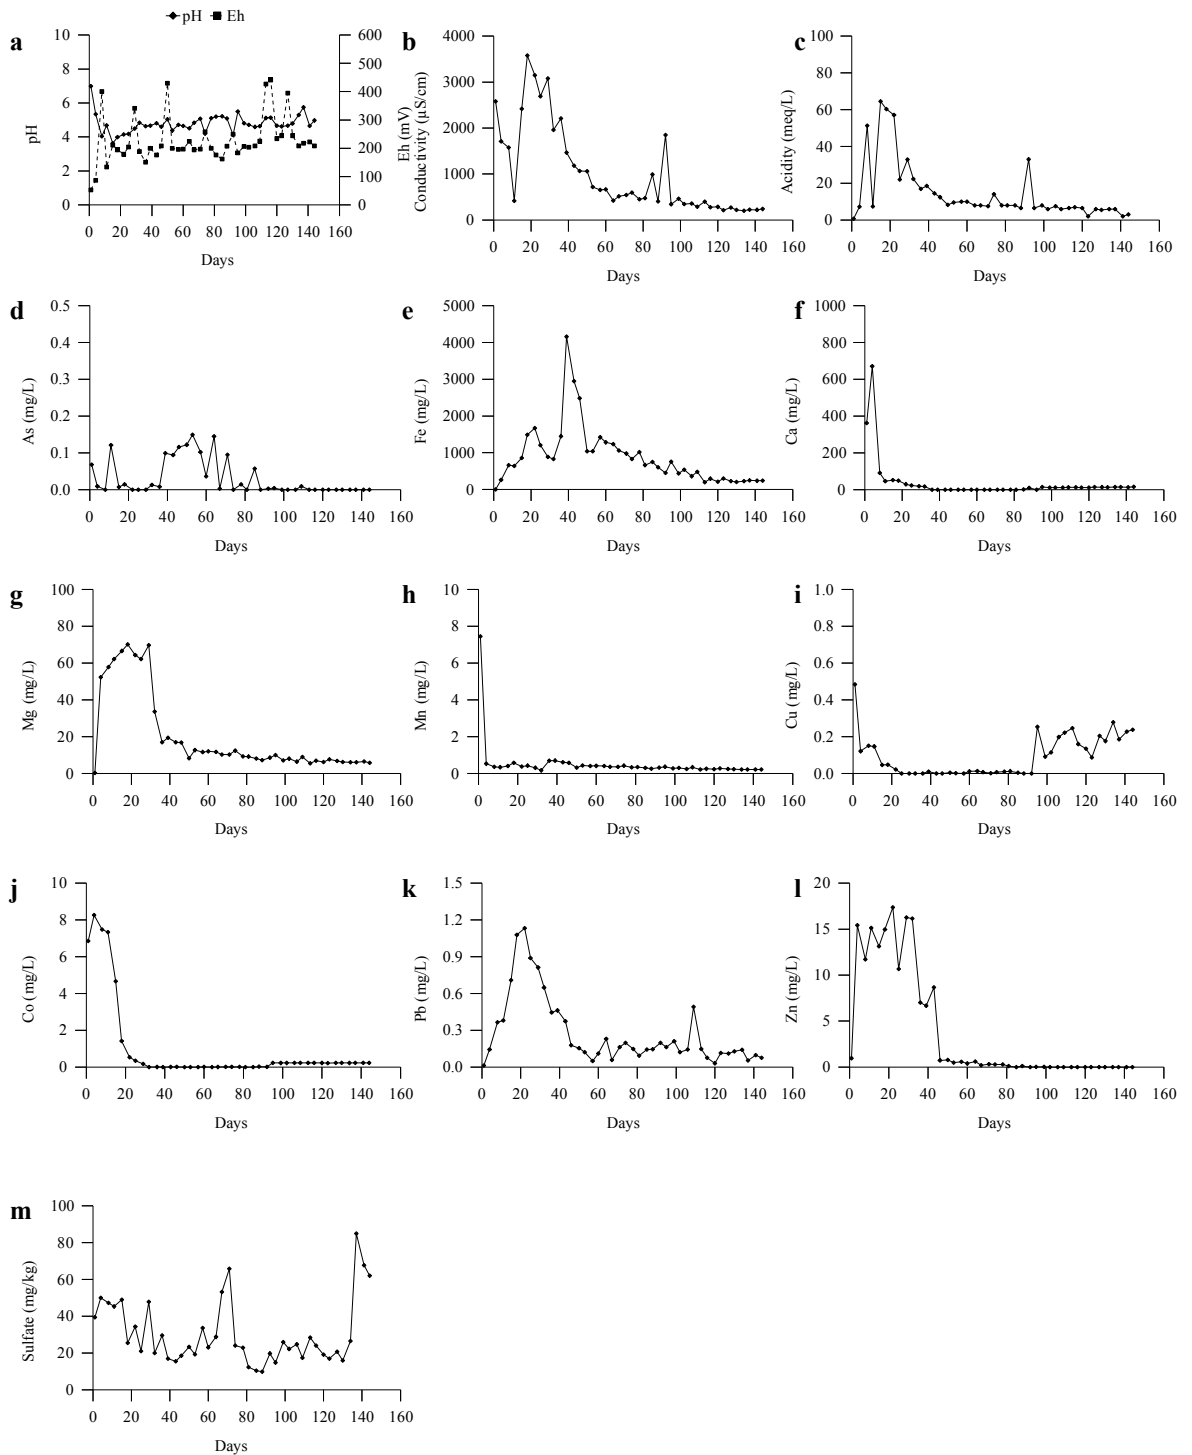 pH Eh
a
10
8
6
4
2
0
pH
600
500
400
300
200
100
0
Eh (mV)
0 20 40 60 80 100 120 140 160
Days
b
4000
3000
2000
1000
0
Conductivity (µS/cm)
0 20 40 60 80 100 120 140 160
Days
c
100
80
60
40
20
0
Acidity (meq/L)
0 20 40 60 80 100 120 140 160
Days
d
0.5
0.4
0.3
0.2
0.1
0.0
As (mg/L)
0 20 40 60 80 100 120 140 160
Days
e
5000
4000
3000
2000
1000
0
Fe (mg/L)
0 20 40 60 80 100 120 140 160
Days
f
1000
800
600
400
200
0
Ca (mg/L)
0 20 40 60 80 100 120 140 160
Days
g
100
80
60
40
20
0
Mg (mg/L)
0 20 40 60 80 100 120 140 160
Days
h
10
8
6
4
2
0
Mn (mg/L)
0 20 40 60 80 100 120 140 160
Days
i
1.0
0.8
0.6
0.4
0.2
0.0
Cu (mg/L)
0 20 40 60 80 100 120 140 160
Days
j
10
8
6
4
2
0
Co (mg/L)
0 20 40 60 80 100 120 140 160
Days
k
1.5
1.2
0.9
0.6
0.3
0.0
Pb (mg/L)
0 20 40 60 80 100 120 140 160
Days
l
20
15
10
5
0
Zn (mg/L)
0 20 40 60 80 100 120 140 160
Days
m
100
80
60
40
20
0
Sulfate (mg/kg)
0 20 40 60 80 100 120 140 160
Days